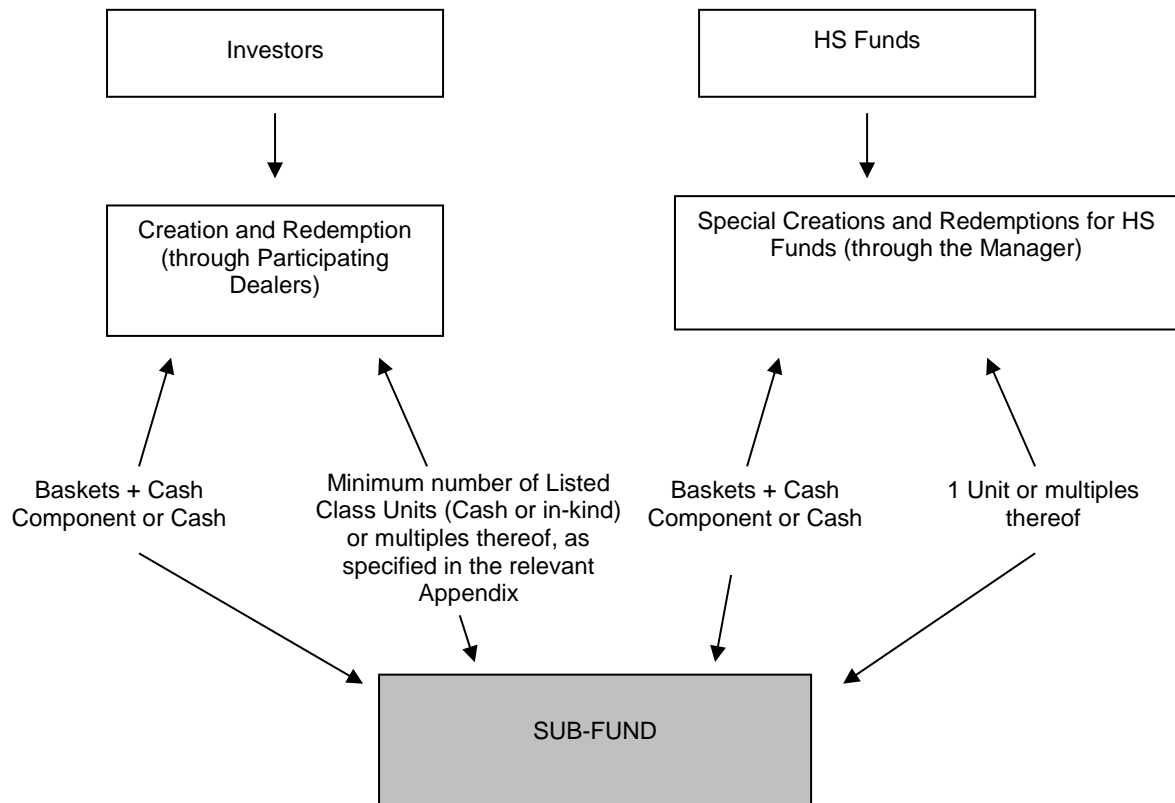 Investors
HS Funds
Creation and Redemption
(through Participating
Dealers)
Special Creations and Redemptions for HS
Funds (through the Manager)
Baskets + Cash
Component or Cash
Minimum number of Listed
Class Units (Cash or in-kind)
or multiples thereof, as
specified in the relevant
Appendix
Baskets + Cash
Component or Cash
1 Unit or multiples
thereof
SUB-FUND